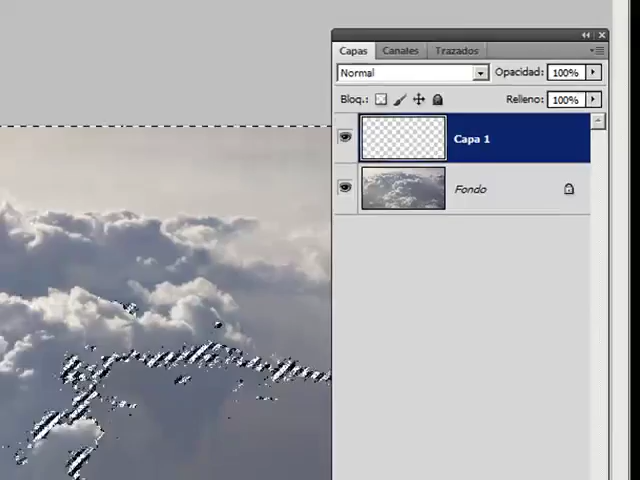 Capas Canales Trazados
Normal Opacidad: 100%
Bloq.: Relleno: 100%
Capa 1
Fondo